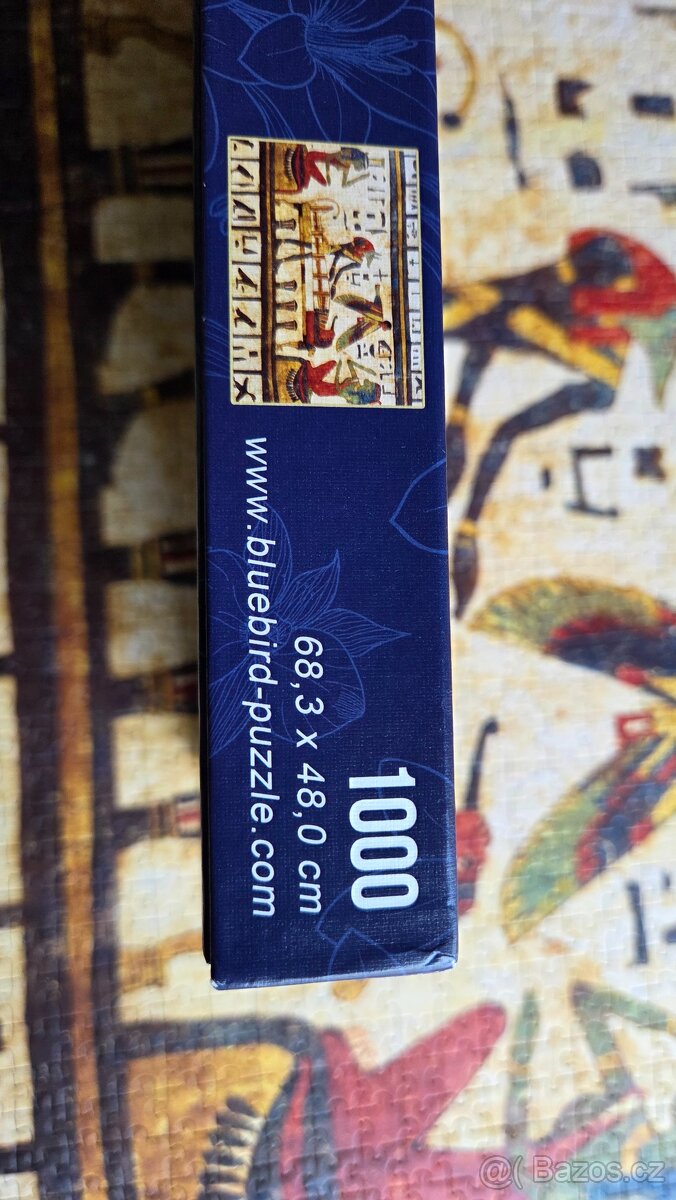 1000
68,3 x 48,0 cm
www.bluebird-puzzle.com
@( Bazos.cz